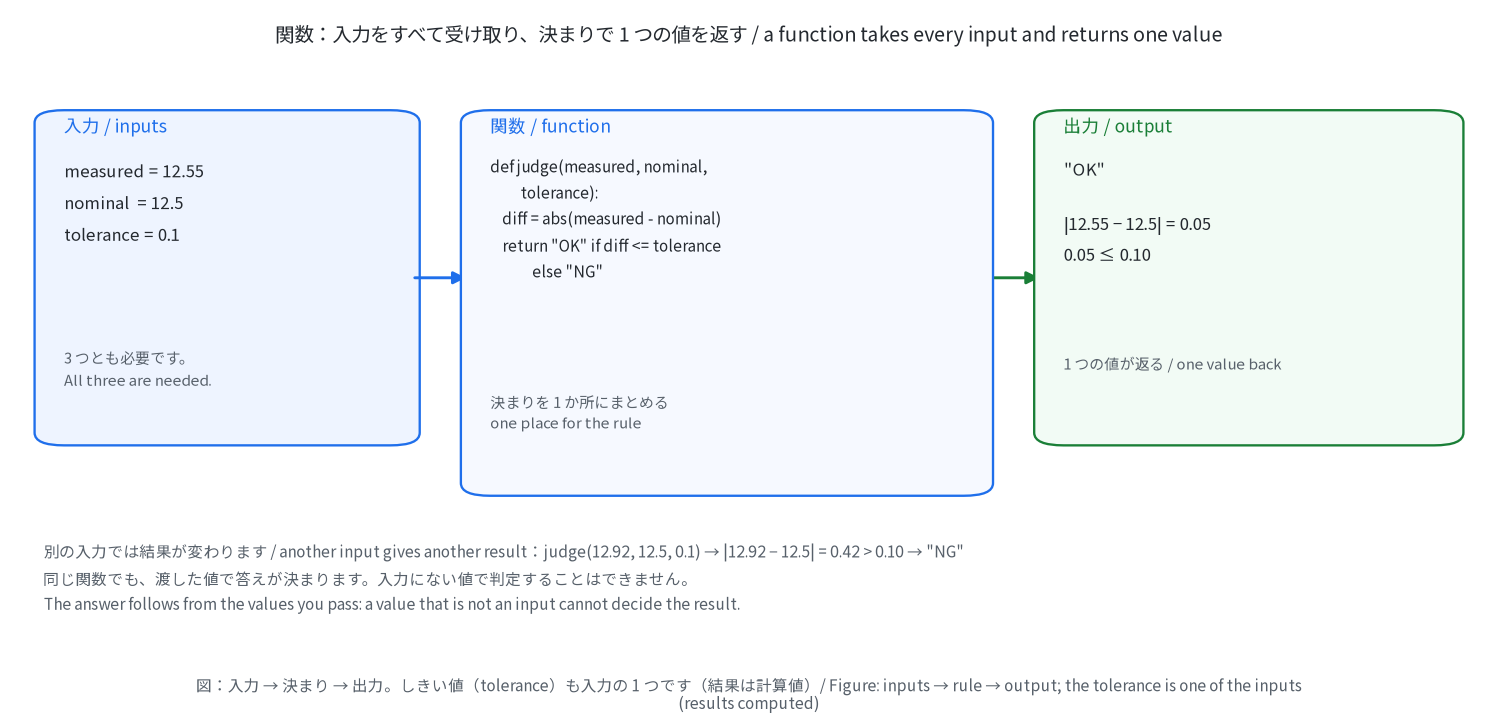 関数：入力をすべて受け取り、決まりで 1 つの値を返す / a function takes every input and returns one value
入力 / inputs
measured = 12.55
nominal = 12.5
tolerance = 0.1
3 つとも必要です。
All three are needed.
関数 / function
def judge(measured, nominal,
tolerance):
diff = abs(measured - nominal)
return "OK" if diff <= tolerance
else "NG"
決まりを 1 か所にまとめる
one place for the rule
出力 / output
"OK"
|12.55 − 12.5| = 0.05
0.05 ≤ 0.10
1 つの値が返る / one value back
別の入力では結果が変わります / another input gives another result：judge(12.92, 12.5, 0.1) → |12.92 − 12.5| = 0.42 > 0.10 → "NG"
同じ関数でも、渡した値で答えが決まります。入力にない値で判定することはできません。
The answer follows from the values you pass: a value that is not an input cannot decide the result.
図：入力 → 決まり → 出力。しきい値（tolerance）も入力の 1 つです（結果は計算値）/ Figure: inputs → rule → output; the tolerance is one of the inputs
(results computed)